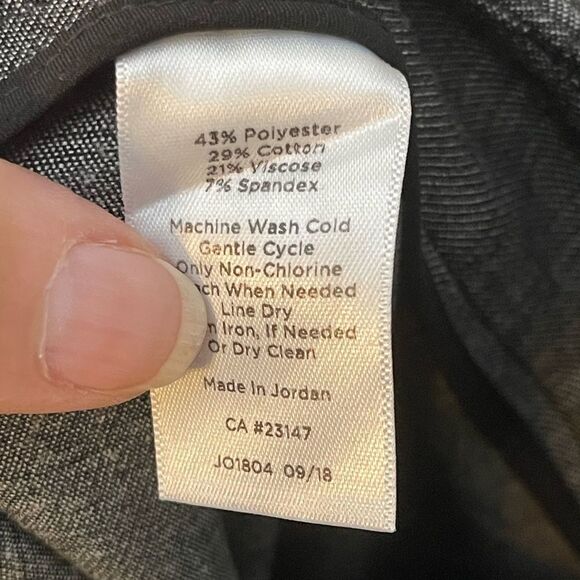 43% Polyester
29% Cotton
21% Viscose
7% Spandex
Machine Wash Cold
Gentle Cycle
Only Non-Chlorine
When Needed
Line Dry
Iron, If Needed
Or Dry Clean
Made In Jordan
CA #23147
JO1804 09/18